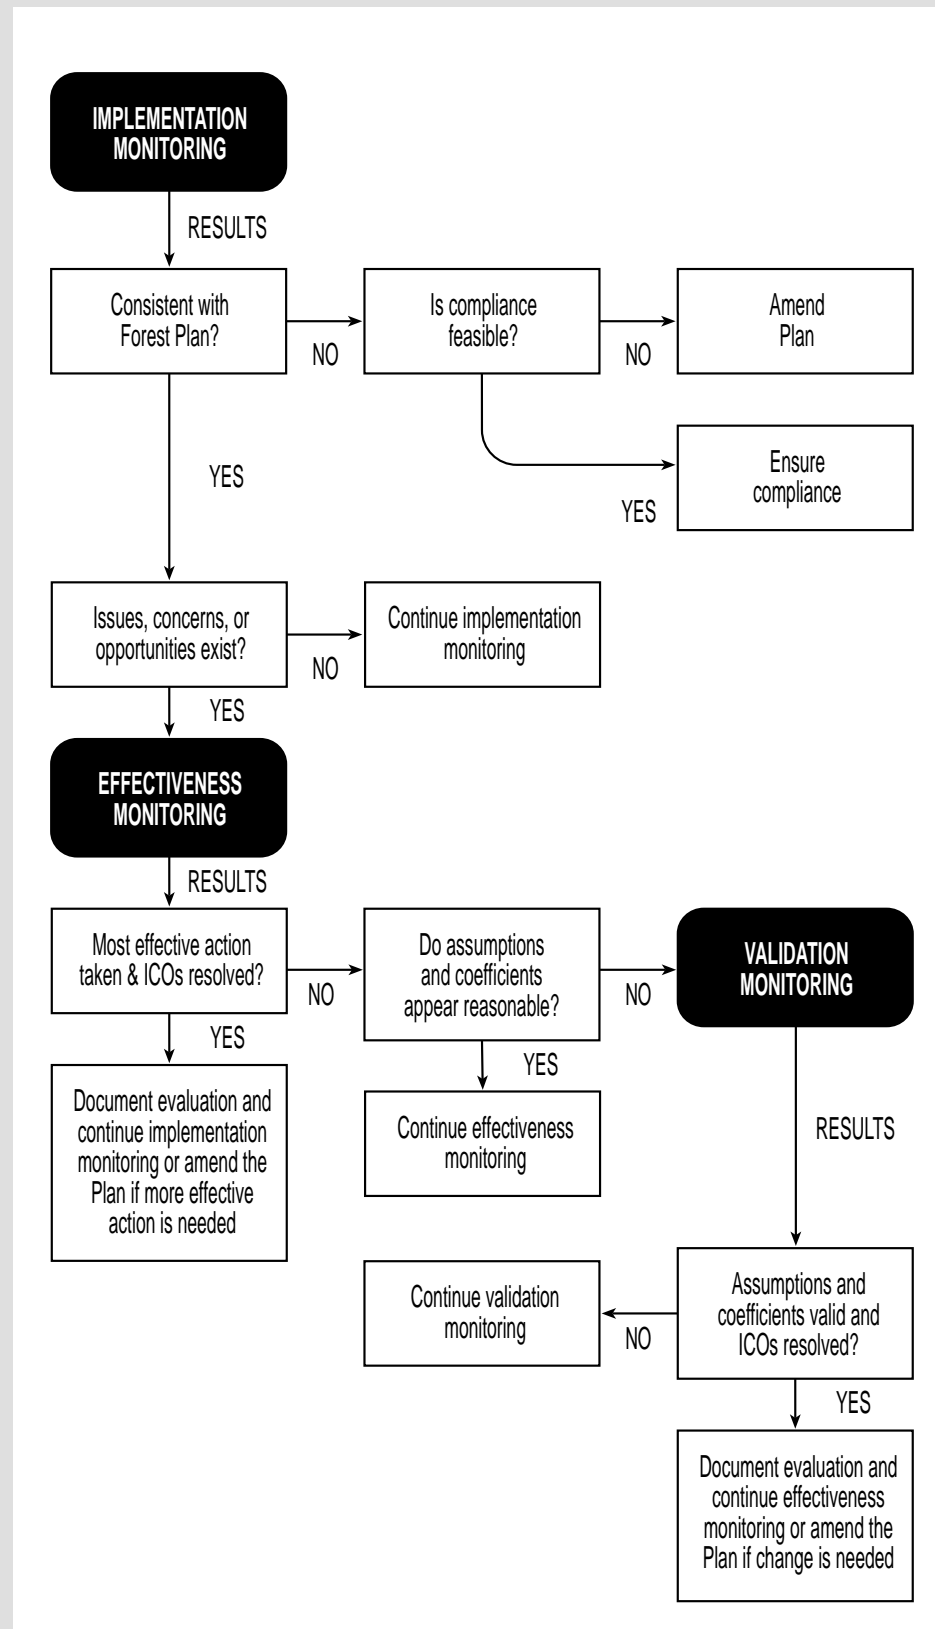 IMPLEMENTATION
MONITORING
RESULTS
Consistent with
Forest Plan?
NO
Is compliance
feasible?
NO
Amend
Plan
YES
Ensure
compliance
YES
Issues, concerns, or
opportunities exist?
NO
Continue implementation
monitoring
YES
EFFECTIVENESS
MONITORING
RESULTS
Most effective action
taken & ICOs resolved?
NO
Do assumptions
and coefficients
appear reasonable?
NO
VALIDATION
MONITORING
YES
Document evaluation and
continue implementation
monitoring or amend the
Plan if more effective
action is needed
YES
Continue effectiveness
monitoring
RESULTS
Assumptions and
coefficients valid and
ICOs resolved?
NO
Continue validation
monitoring
YES
Document evaluation and
continue effectiveness
monitoring or amend the
Plan if change is needed